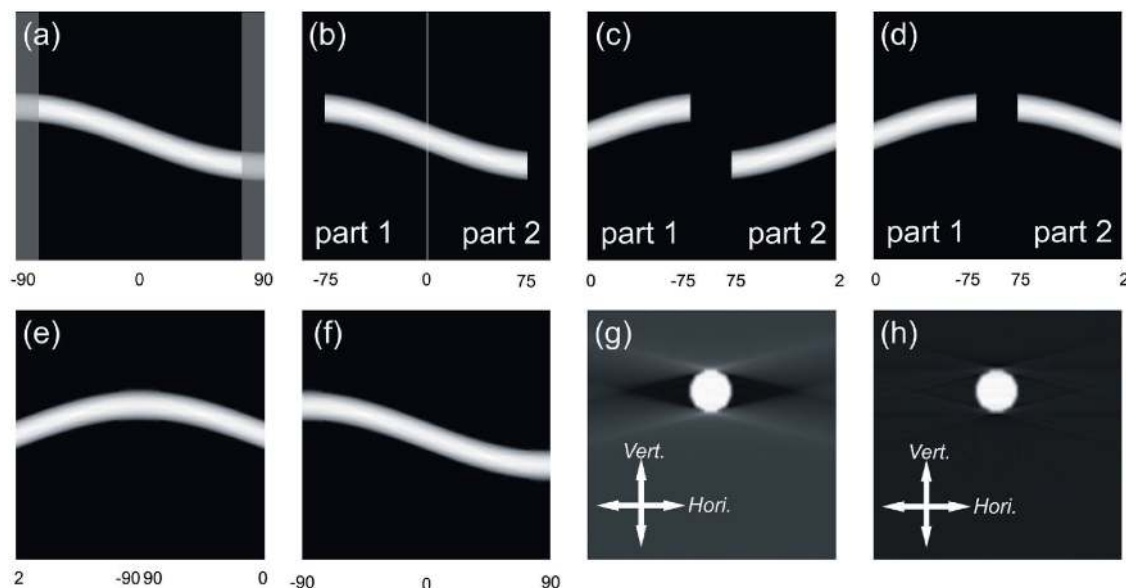 (a) (b) (c) (d)
part 1 part 2 part 1 part 2 part 1 part 2
-90 0 90 -75 0 75 0 -75 75 2 0 -75 75 2
(e) (f) (g) (h)
Vert. Vert.
Hori. Hori.
2 -90 90 0 -90 0 90